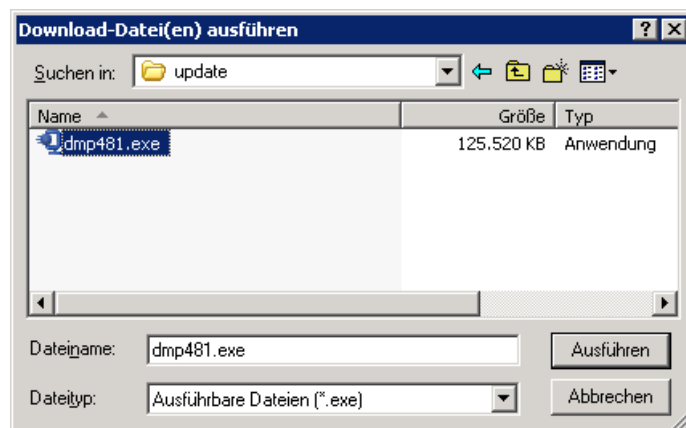 Download-Datei(en) ausführen
Suchen in: update
Name Größe Typ
dmp481.exe 125.520 KB Anwendung
Dateiname: dmp481.exe Ausführen
Dateityp: Ausführbare Dateien (*.exe) Abbrechen